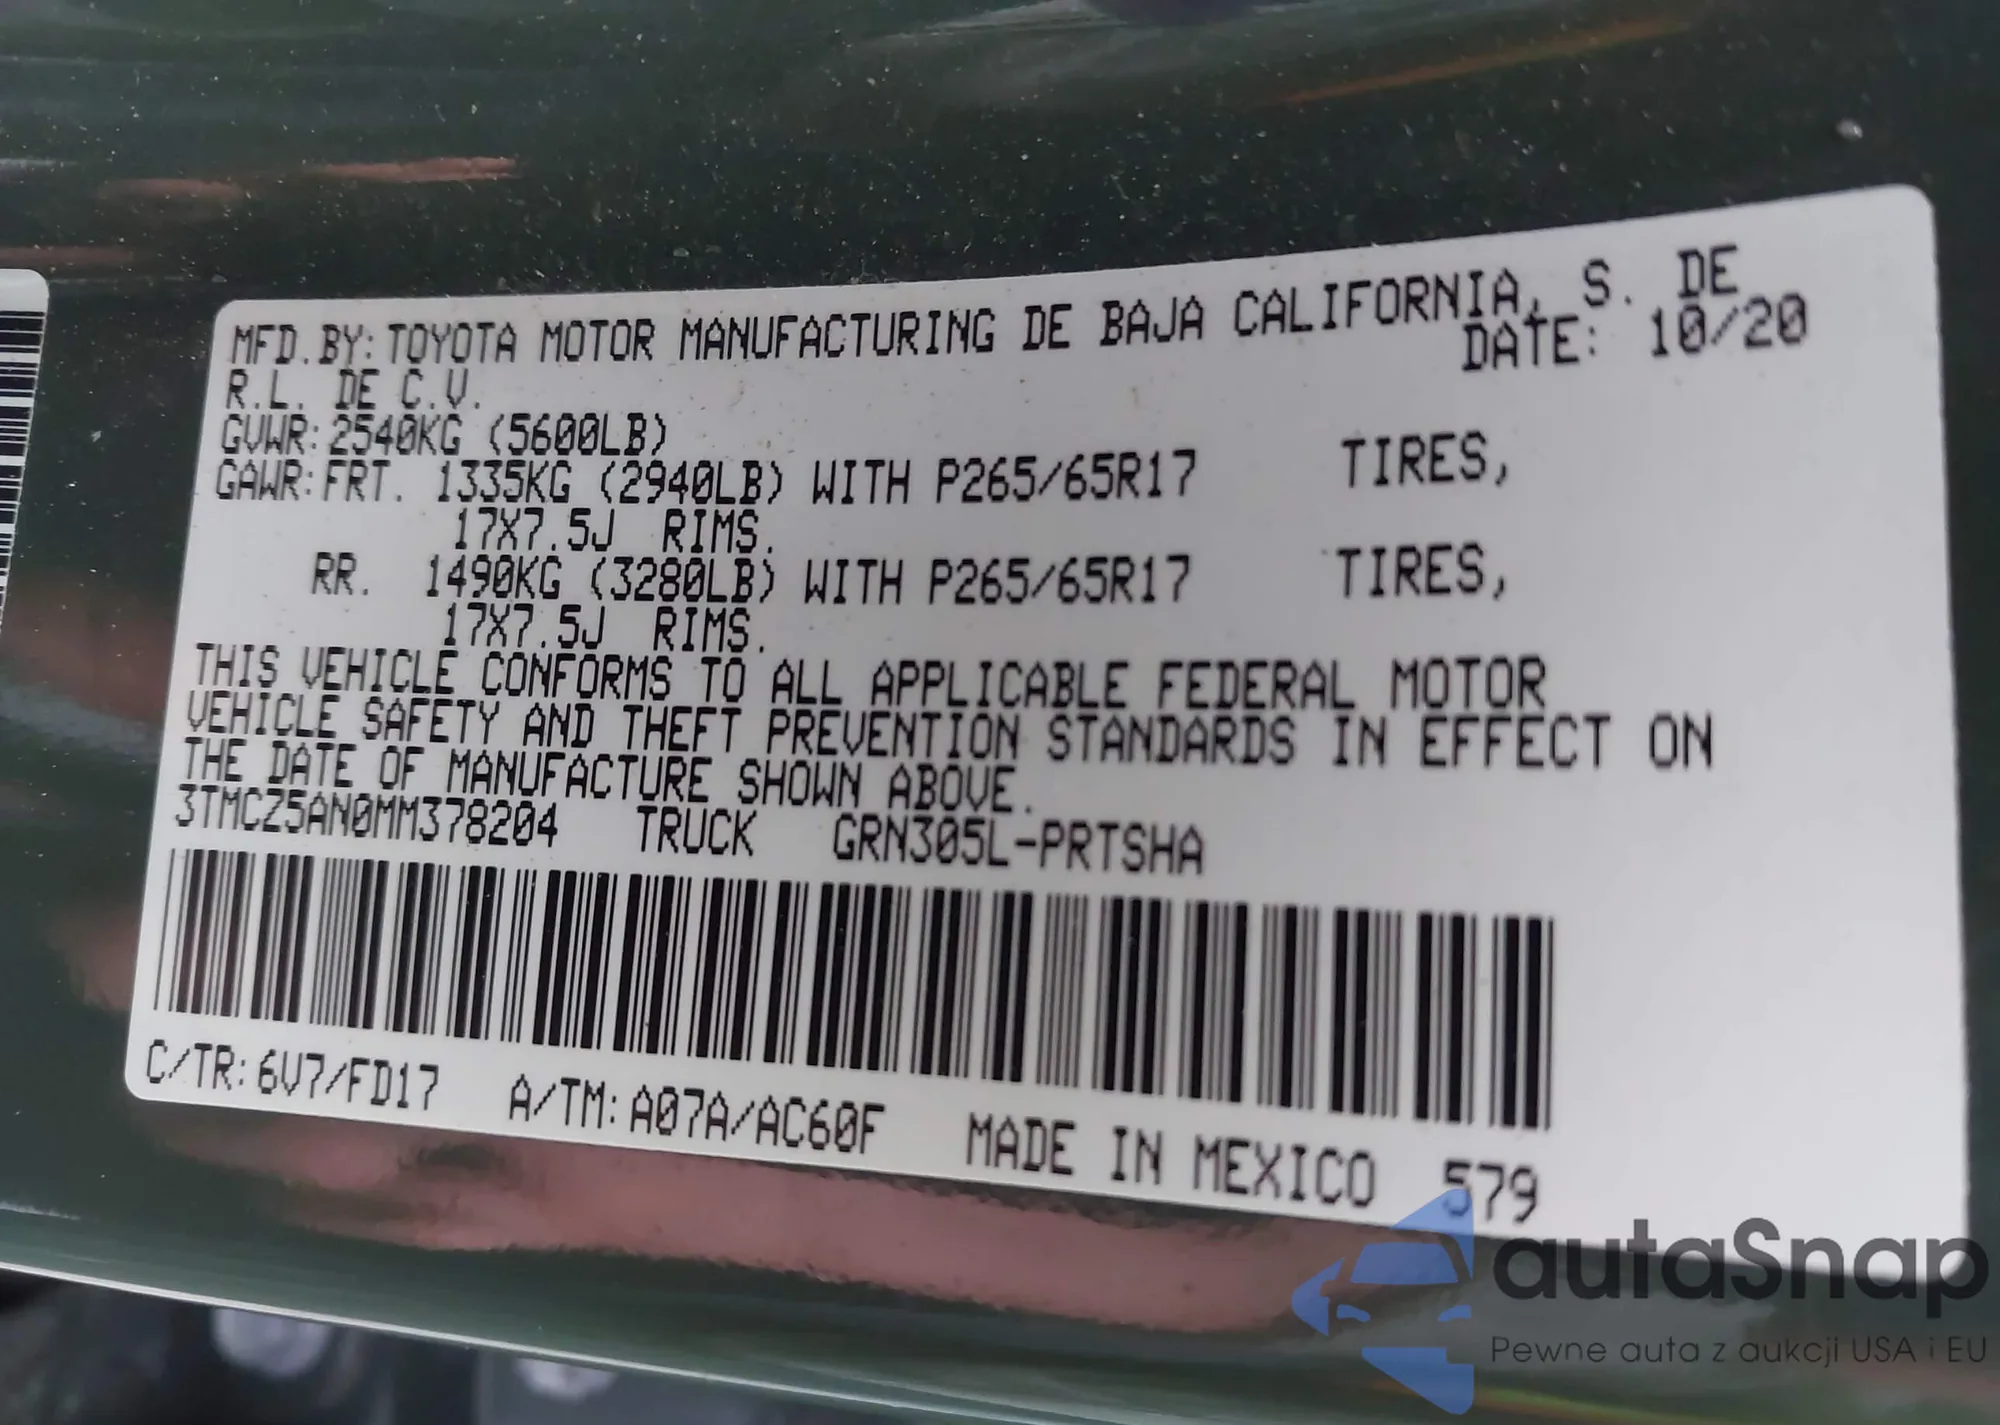 MFD.BY: TOYOTA MOTOR MANUFACTURING DE BAJA CALIFORNIA, S. DE
R.L. DE C.V. DATE: 10/20
GVWR: 2540KG (5600LB)
GAWR: FRT. 1335KG (2940LB) WITH P265/65R17 TIRES,
17X7.5J RIMS.
RR. 1490KG (3280LB) WITH P265/65R17 TIRES,
17X7.5J RIMS.
THIS VEHICLE CONFORMS TO ALL APPLICABLE FEDERAL MOTOR
VEHICLE SAFETY AND THEFT PREVENTION STANDARDS IN EFFECT ON
THE DATE OF MANUFACTURE SHOWN ABOVE.
3TMCZ5AN0MM378204 TRUCK GRN305L-PRTSHA
C/TR: 6V7/FD17 A/TM: A07A/AC60F MADE IN MEXICO 579
autaSnap
Pewne auta z aukcji USA i EU